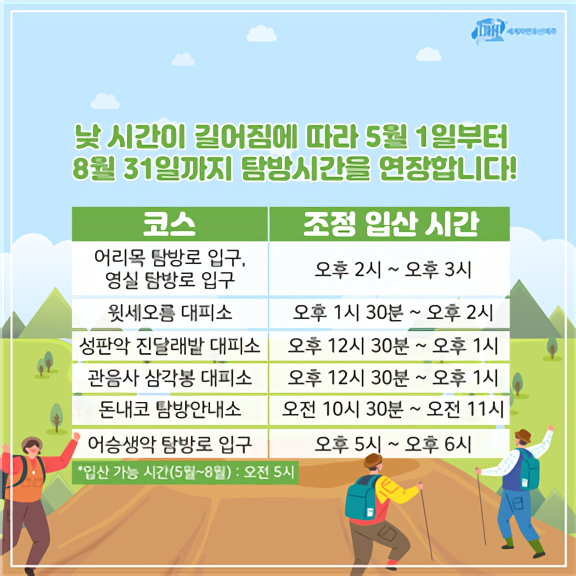 낮 시간이 길어짐에 따라 5월 1일부터
8월 31일까지 탐방시간을 연장합니다!
코스 조정 입산 시간
어리목 탐방로 입구,
영실 탐방로 입구 오후 2시 ~ 오후 3시
윗세오름 대피소 오후 1시 30분 ~ 오후 2시
성판악 진달래밭 대피소 오후 12시 30분 ~ 오후 1시
관음사 삼각봉 대피소 오후 12시 30분 ~ 오후 1시
돈내코 탐방안내소 오전 10시 30분 ~ 오전 11시
어승생악 탐방로 입구 오후 5시 ~ 오후 6시
*입산 가능 시간(5월~8월) : 오전 5시